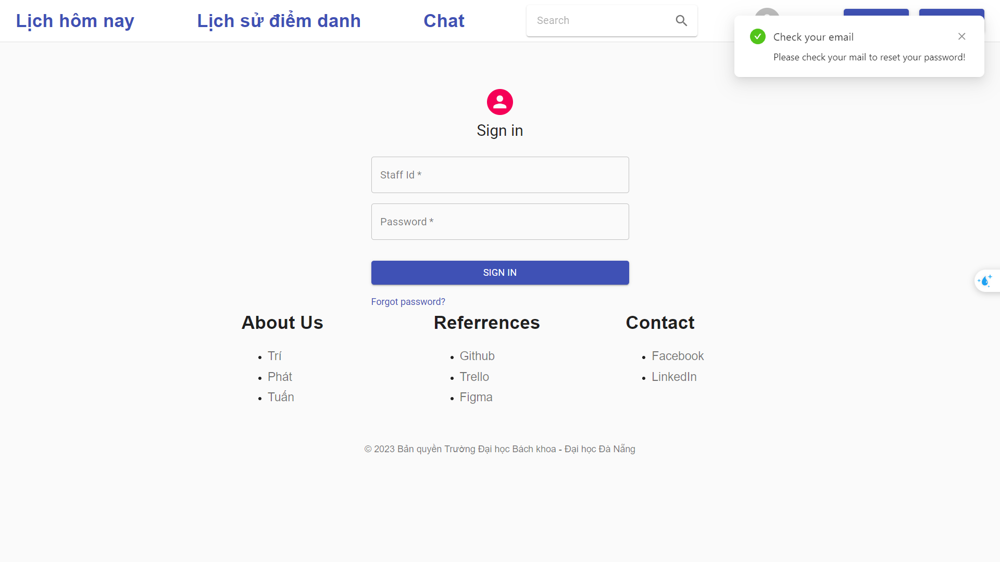 Lịch hôm nay
Lịch sử điểm danh
Chat
Search
Check your email
Please check your mail to reset your password!
Sign in
Staff Id *
Password *
SIGN IN
Forgot password?
About Us
Trí
Phát
Tuấn
Referrences
Github
Trello
Figma
Contact
Facebook
LinkedIn
© 2023 Bản quyền Trường Đại học Bách khoa - Đại học Đà Nẵng